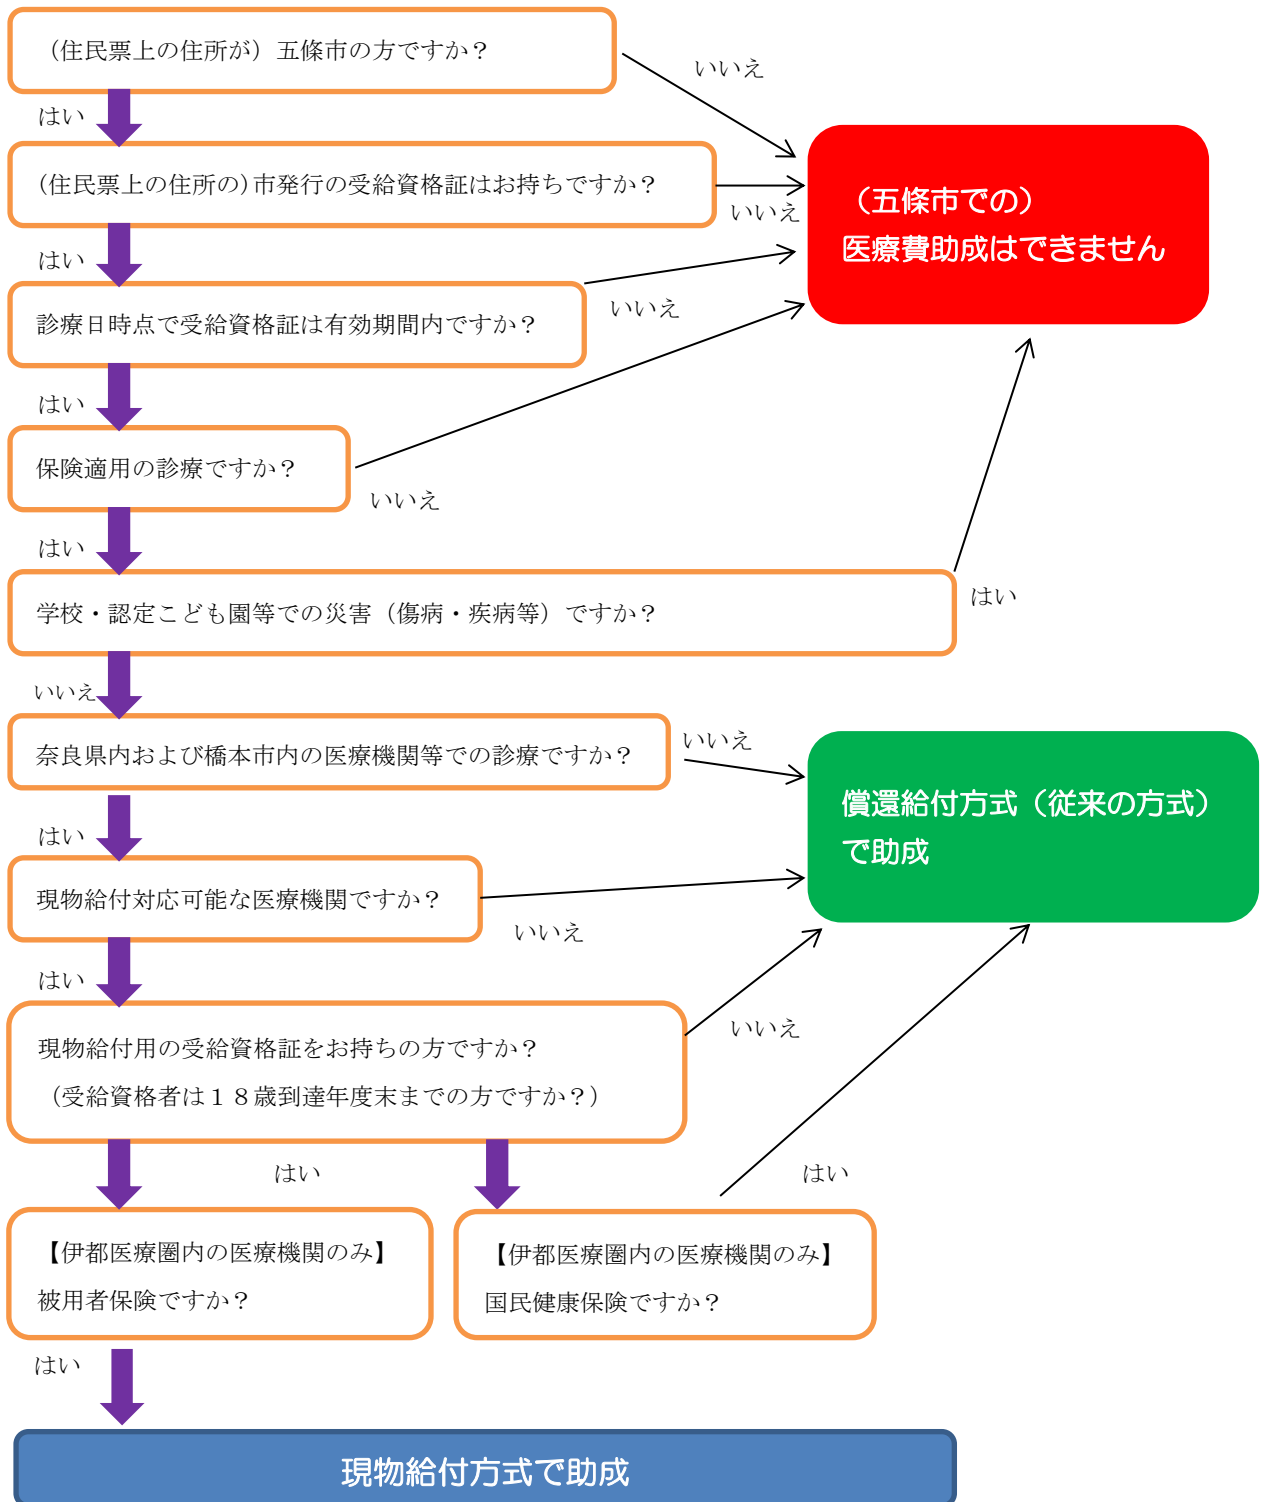 （住民票上の住所が）五條市の方ですか？
いいえ
はい
（住民票上の住所の）市発行の受給資格証はお持ちですか？
いいえ
（五條市での）
医療費助成はできません
はい
診療日時点で受給資格証は有効期間内ですか？
いいえ
はい
保険適用の診療ですか？
いいえ
はい
学校・認定こども園等での災害（傷病・疾病等）ですか？
はい
いいえ
奈良県内および橋本市内の医療機関等での診療ですか？
いいえ
償還給付方式（従来の方式）
で助成
はい
現物給付対応可能な医療機関ですか？
いいえ
はい
現物給付用の受給資格証をお持ちの方ですか？
（受給資格者は１８歳到達年度末までの方ですか？）
いいえ
はい
はい
【伊都医療圏内の医療機関のみ】
被用者保険ですか？
【伊都医療圏内の医療機関のみ】
国民健康保険ですか？
はい
現物給付方式で助成